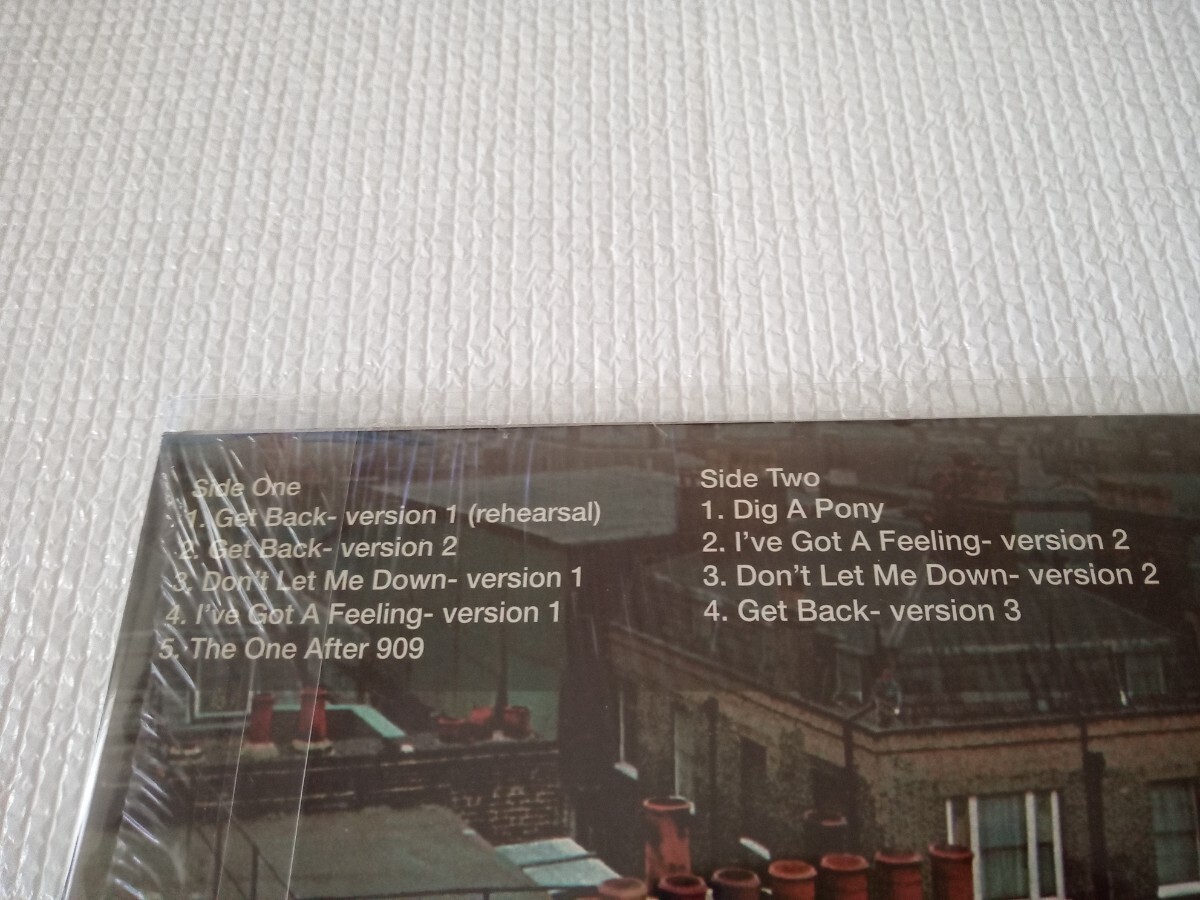 Side One
1. Get Back- version 1 (rehearsal)
2. Get Back- version 2
3. Don't Let Me Down- version 1
4. I've Got A Feeling- version 1
5. The One After 909
Side Two
1. Dig A Pony
2. I've Got A Feeling- version 2
3. Don't Let Me Down- version 2
4. Get Back- version 3